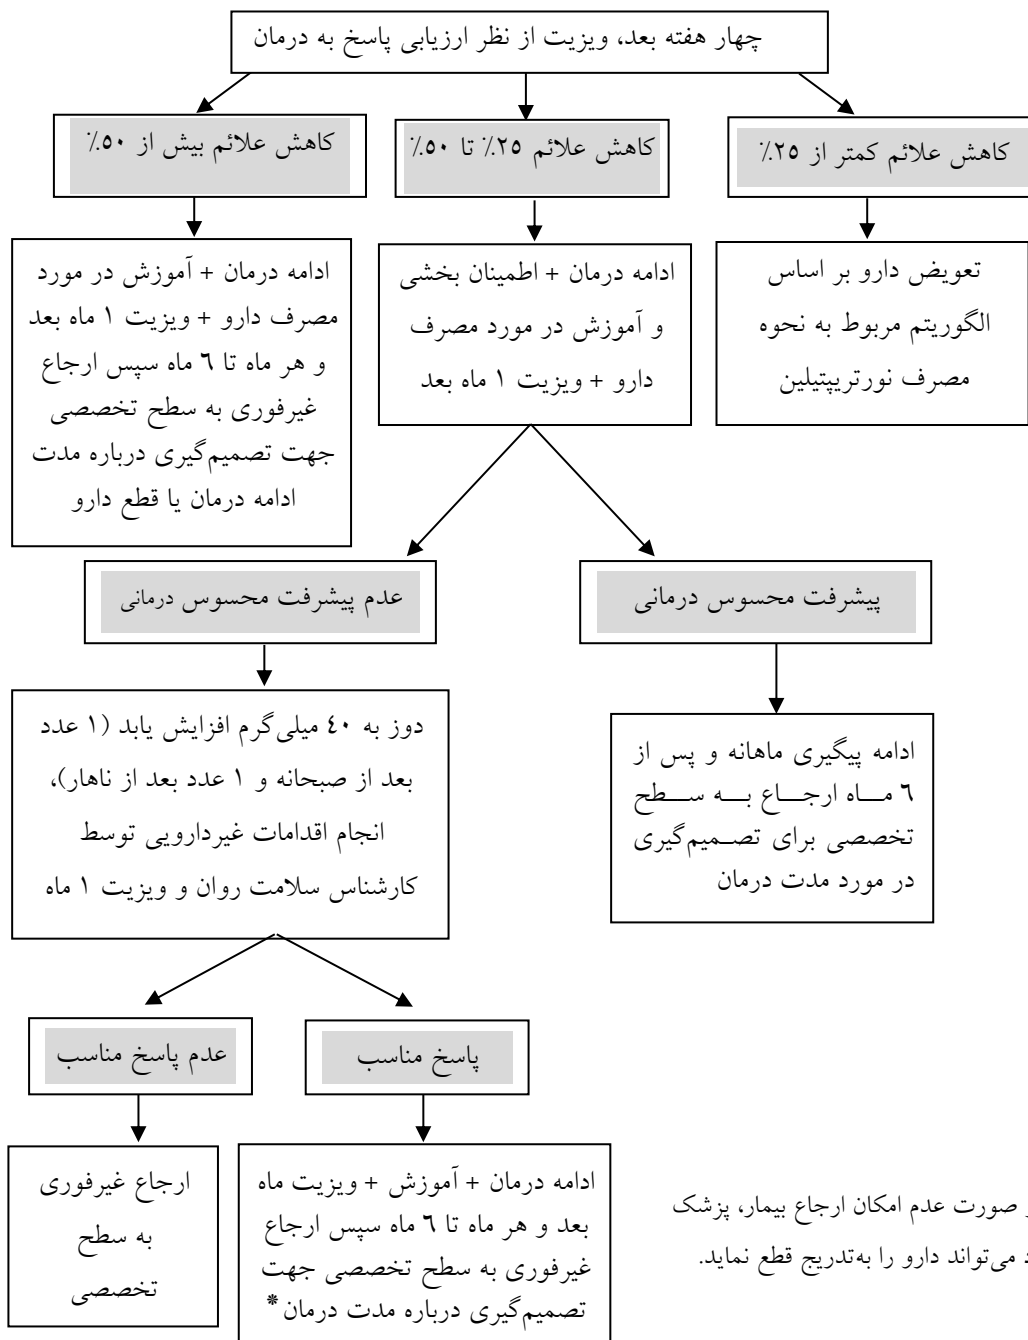 چهار هفته بعد، ویزیت از نظر ارزیابی پاسخ به درمان
کاهش علائم کمتر از ۲۵٪
کاهش علائم ۲۵٪ تا ۵۰٪
کاهش علائم بیش از ۵۰٪
تعویض دارو بر اساس
الگوریتم مربوط به نحوه
مصرف نورتریپتیلین
ادامه درمان + اطمینان بخشی
و آموزش در مورد مصرف
دارو + ویزیت ۱ ماه بعد
ادامه درمان + آموزش در مورد
مصرف دارو + ویزیت ۱ ماه بعد
و هر ماه تا ۶ ماه سپس ارجاع
غیرفوری به سطح تخصصی
جهت تصمیم‌گیری درباره مدت
ادامه درمان یا قطع دارو
پیشرفت محسوس درمانی
عدم پیشرفت محسوس درمانی
ادامه پیگیری ماهانه و پس از
۶ مـــاه ارجـــاع بـــه ســـطح
تخصصی برای تصـمیم‌گیری
در مورد مدت درمان
دوز به ۴۰ میلی‌گرم افزایش یابد (۱ عدد
بعد از صبحانه و ۱ عدد بعد از ناهار)،
انجام اقدامات غیردارویی توسط
کارشناس سلامت روان و ویزیت ۱ ماه
پاسخ مناسب
عدم پاسخ مناسب
ادامه درمان + آموزش + ویزیت ماه
بعد و هر ماه تا ۶ ماه سپس ارجاع
غیرفوری به سطح تخصصی جهت
تصمیم‌گیری درباره مدت درمان*
ارجاع غیرفوری
به سطح
تخصصی
صورت عدم امکان ارجاع بیمار، پزشک
می‌تواند دارو را به‌تدریج قطع نماید.